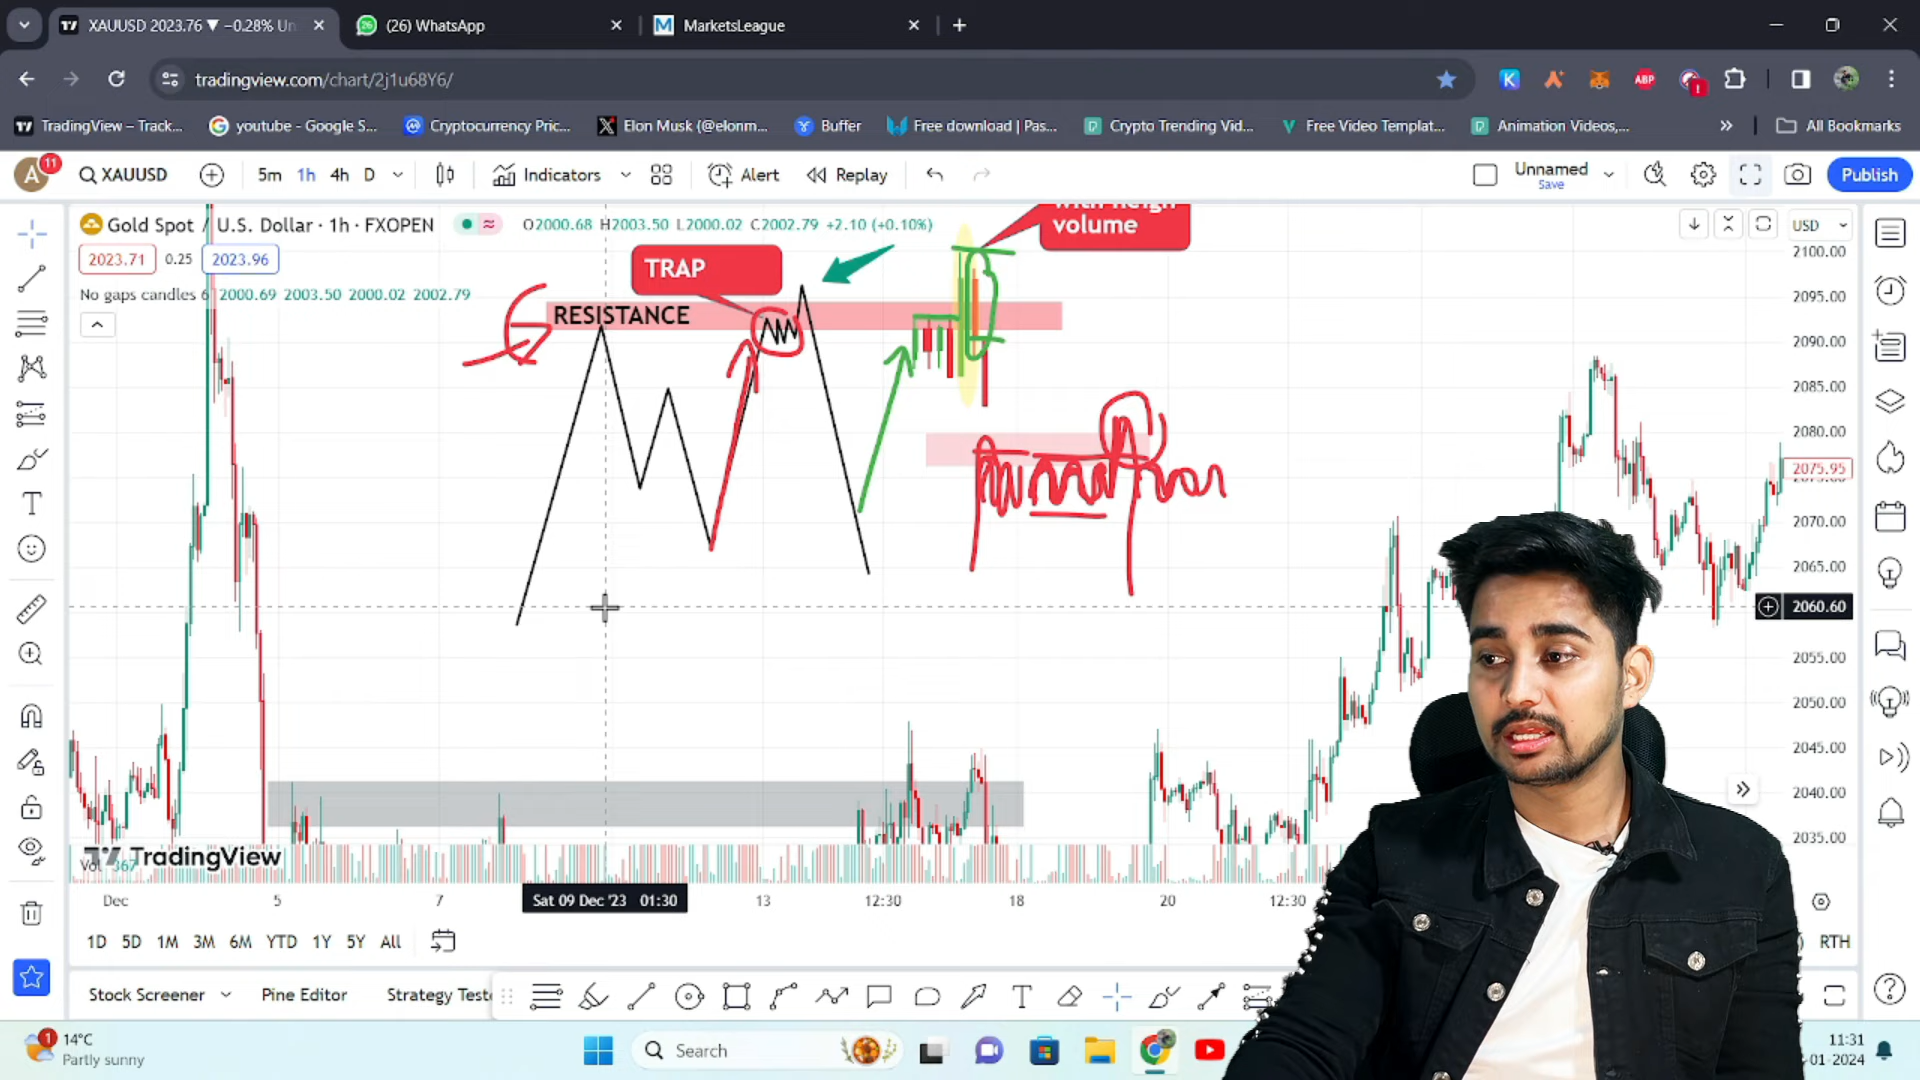 XAUUSD 2023.76 ▼ −0.28% Un
(26) WhatsApp
MarketsLeague
tradingview.com/chart/2j1u68Y6/
TradingView – Track...
youtube - Google S...
Cryptocurrency Pric...
Elon Musk (@elonm...
Buffer
Free download | Pas...
Crypto Trending Vid...
Free Video Templat...
Animation Videos,...
All Bookmarks
A
11
XAUUSD
5m
1h
4h
D
Indicators
Alert
Replay
Unnamed
Save
Publish
Gold Spot / U.S. Dollar · 1h · FXOPEN
O2000.68 H2003.50 L2000.02 C2002.79 +2.10 (+0.10%)
2023.71
0.25
2023.96
No gaps candles 6 2000.69 2003.50 2000.02 2002.79
volume
TRAP
RESISTANCE
USD
2100.00
2095.00
2090.00
2085.00
2080.00
2075.95
2070.00
2065.00
2060.60
2055.00
2050.00
2045.00
2040.00
2035.00
TradingView
Vol 367
Dec
5
7
Sat 09 Dec '23 01:30
13
12:30
18
20
12:30
1D
5D
1M
3M
6M
YTD
1Y
5Y
All
RTH
Stock Screener
Pine Editor
Strategy Teste
1
14°C
Partly sunny
Search
11:31
-01-2024